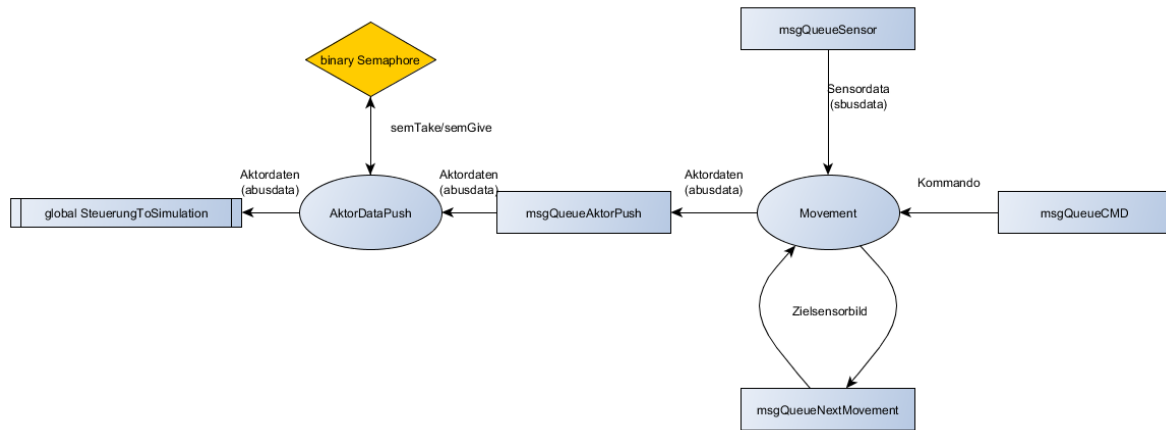 msgQueueSensor
binary Semaphore
Sensordata
(sbusdata)
semTake/semGive
Aktordaten
(abusdata)
Aktordaten
(abusdata)
Aktordaten
(abusdata)
Kommando
global SteuerungToSimulation
AktorDataPush
msgQueueAktorPush
Movement
msgQueueCMD
Zielsensorbild
msgQueueNextMovement